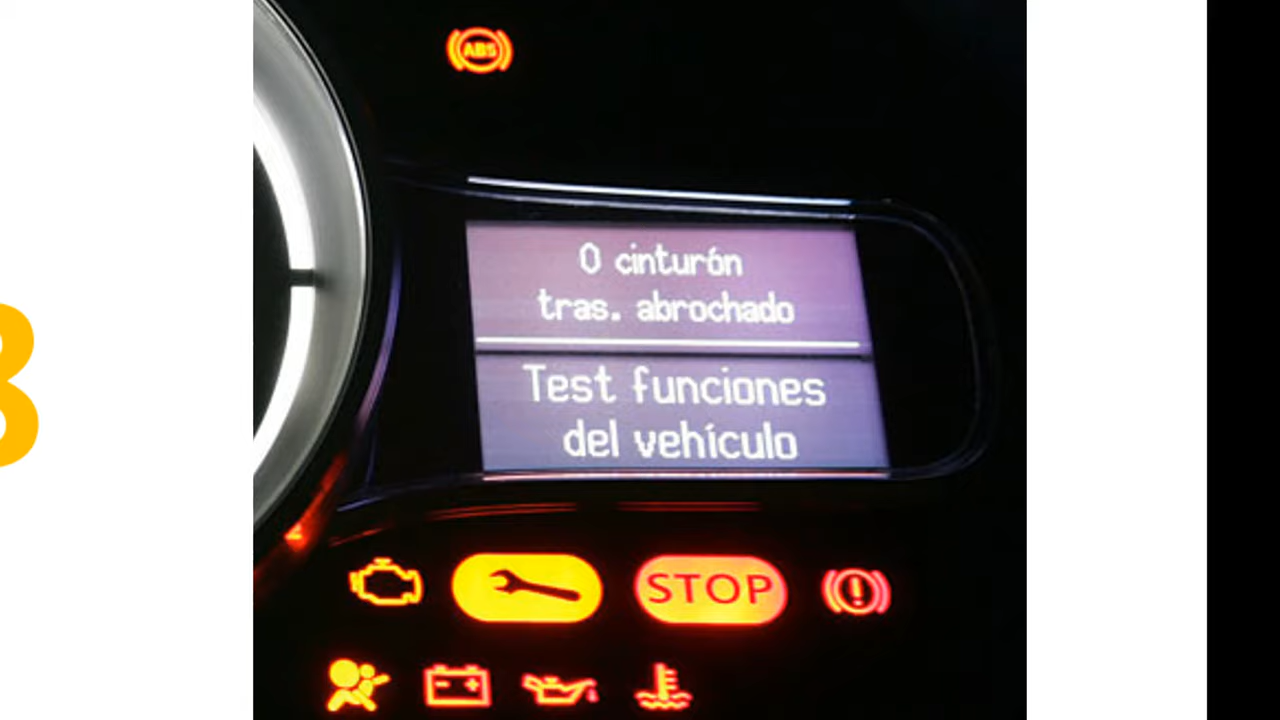 ABS
0 cinturón
tras. abrochado
Test funciones
del vehículo
STOP